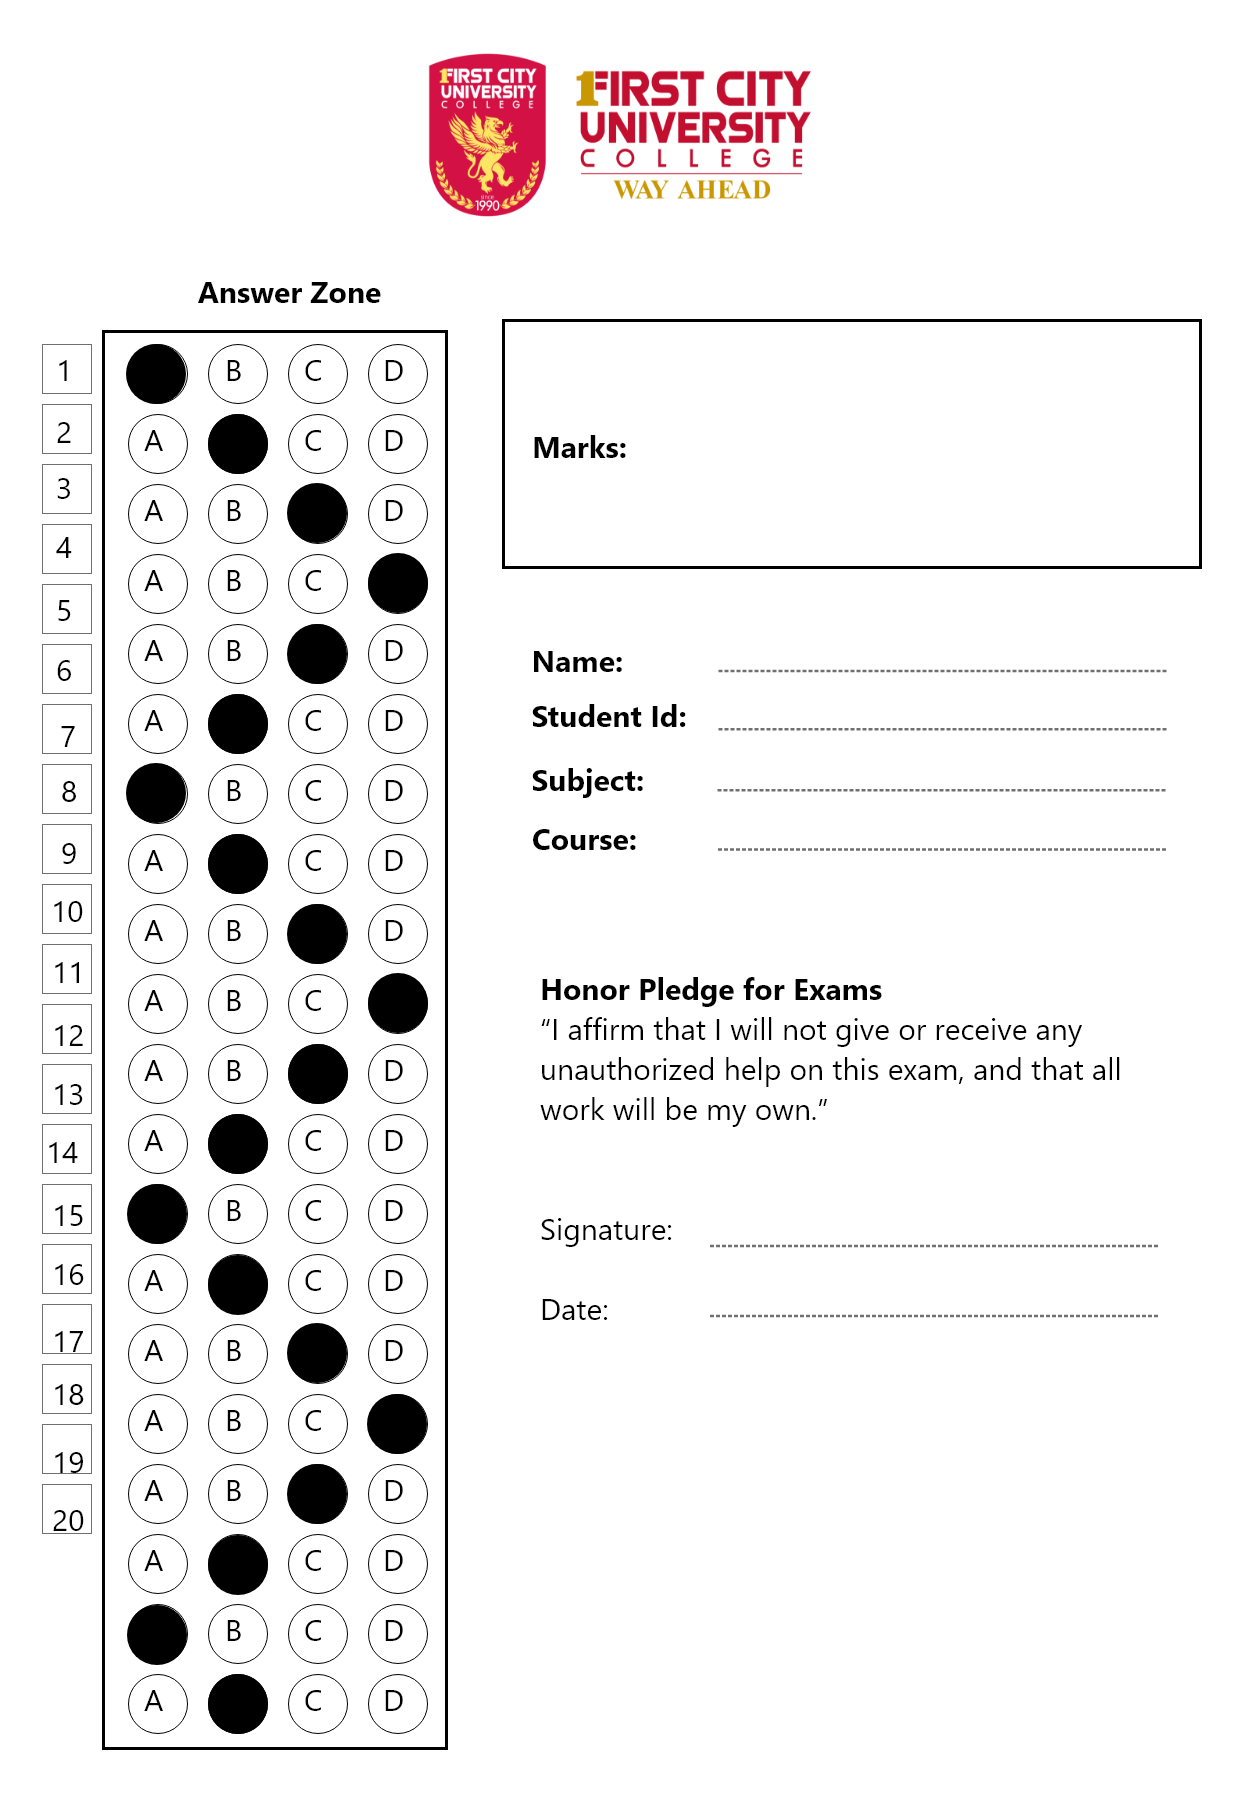 1FIRST CITY
UNIVERSITY
COLLEGE
since
1990
1FIRST CITY
UNIVERSITY
COLLEGE
WAY AHEAD
Answer Zone
1
2
3
4
5
6
7
8
9
10
11
12
13
14
15
16
17
18
19
20
B C D
A C D
A B D
A B C
A B D
A C D
B C D
A C D
A B D
A B C
A B D
A C D
B C D
A C D
A B D
A B C
A B D
A C D
B C D
A C D
Marks:
Name:
Student Id:
Subject:
Course:
Honor Pledge for Exams
“I affirm that I will not give or receive any
unauthorized help on this exam, and that all
work will be my own.”
Signature:
Date: